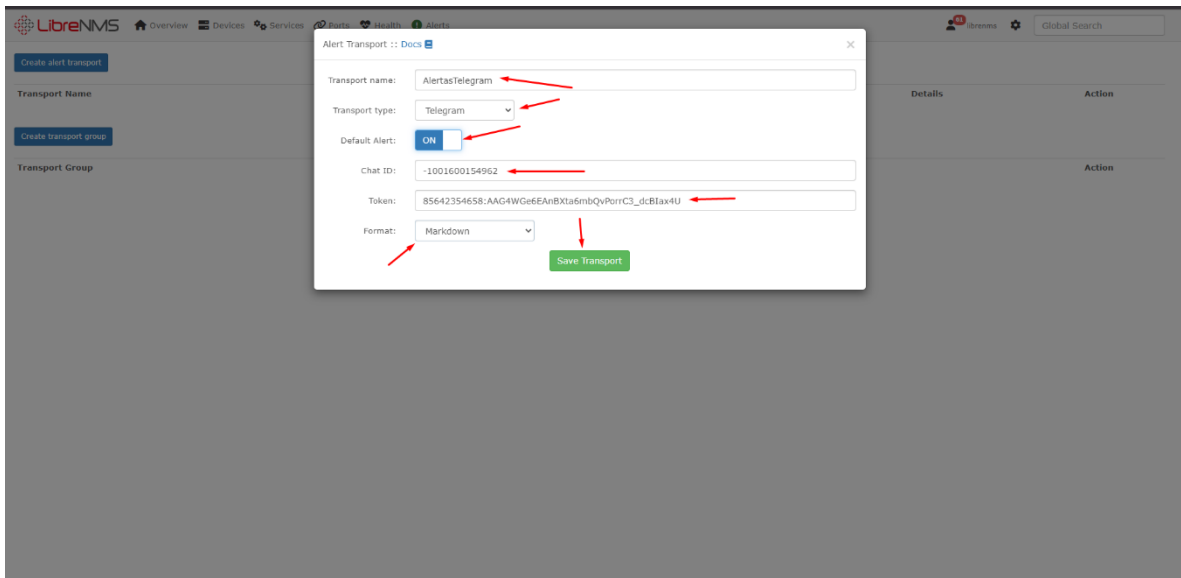 LibreNMS Overview Devices Services Ports Health Alerts 61 librenms Global Search
Alert Transport :: Docs
Create alert transport
Transport name: AlertasTelegram
Transport Name Details Action
Transport type: Telegram
Create transport group
Default Alert: ON
Transport Group Action
Chat ID: -1001600154962
Token: 85642354658:AAG4WGe6EAnBXta6mbQvPorrC3_dcBIax4U
Format: Markdown
Save Transport